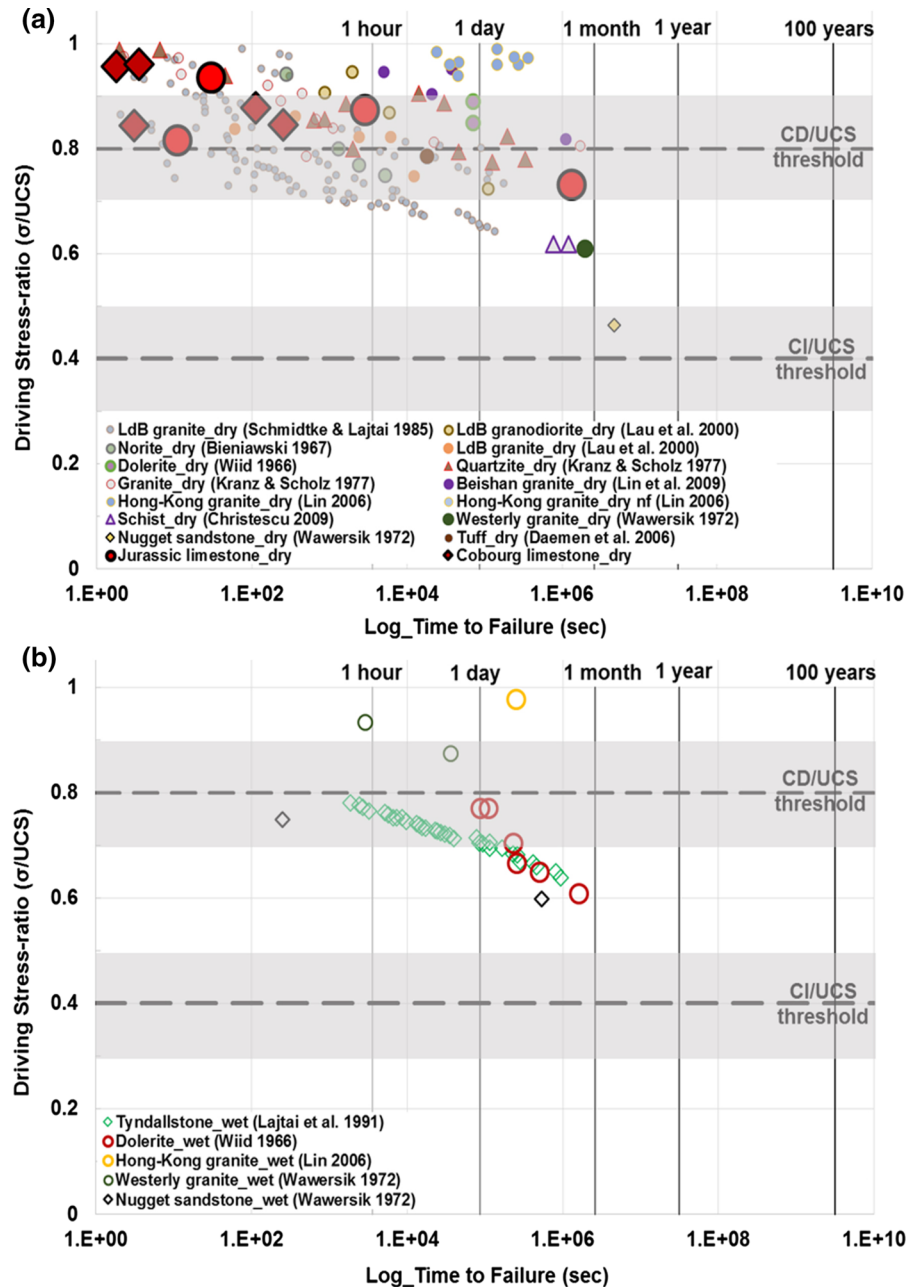 (a)
1 hour
1 day
1 month
1 year
100 years
1
0.8
0.6
0.4
0.2
0
Driving Stress-ratio (σ/UCS)
CD/UCS
threshold
CI/UCS
threshold
LdB granite_dry (Schmidtke & Lajtai 1985)
LdB granodiorite_dry (Lau et al. 2000)
Norite_dry (Bieniawski 1967)
LdB granite_dry (Lau et al. 2000)
Dolerite_dry (Wiid 1966)
Quartzite_dry (Kranz & Scholz 1977)
Granite_dry (Kranz & Scholz 1977)
Beishan granite_dry (Lin et al. 2009)
Hong-Kong granite_dry (Lin 2006)
Hong-Kong granite_dry nf (Lin 2006)
Schist_dry (Christescu 2009)
Westerly granite_dry (Wawersik 1972)
Nugget sandstone_dry (Wawersik 1972)
Tuff_dry (Daemen et al. 2006)
Jurassic limestone_dry
Cobourg limestone_dry
1.E+00
1.E+02
1.E+04
1.E+06
1.E+08
1.E+10
Log_Time to Failure (sec)
(b)
1 hour
1 day
1 month
1 year
100 years
1
0.8
0.6
0.4
0.2
0
Driving Stress-ratio (σ/UCS)
CD/UCS
threshold
CI/UCS
threshold
Tyndallstone_wet (Lajtai et al. 1991)
Dolerite_wet (Wiid 1966)
Hong-Kong granite_wet (Lin 2006)
Westerly granite_wet (Wawersik 1972)
Nugget sandstone_wet (Wawersik 1972)
1.E+00
1.E+02
1.E+04
1.E+06
1.E+08
1.E+10
Log_Time to Failure (sec)